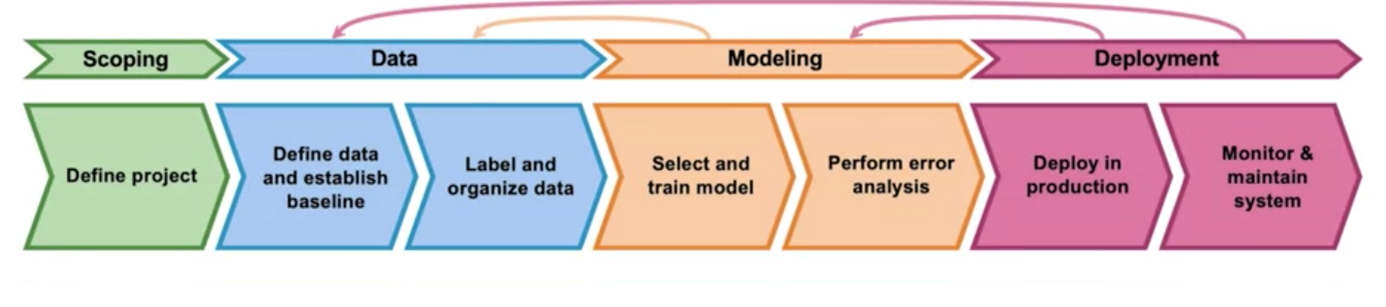 Scoping
Data
Modeling
Deployment
Define project
Define data
and establish
baseline
Label and
organize data
Select and
train model
Perform error
analysis
Deploy in
production
Monitor &
maintain
system